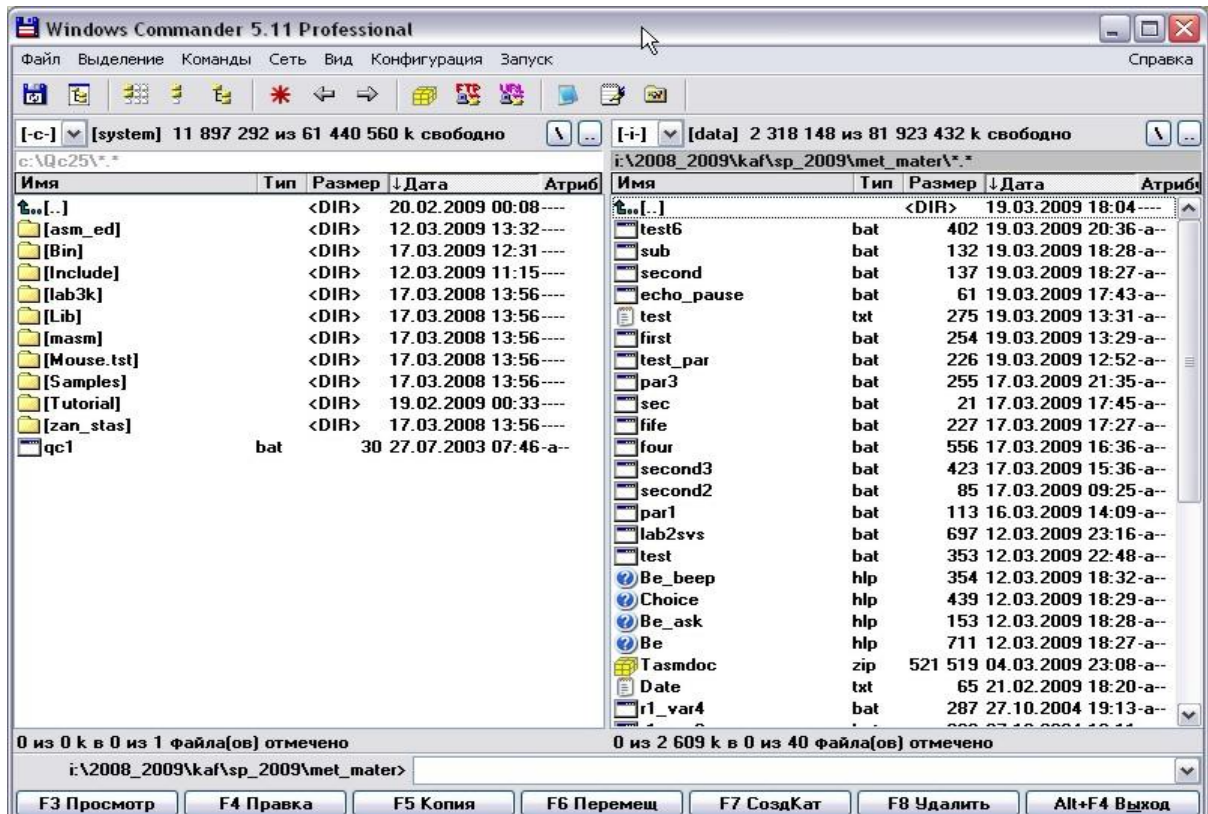 Windows Commander 5.11 Professional
Файл Выделение Команды Сеть Вид Конфигурация Запуск Справка
FTP URL
[-c-] [system] 11 897 292 из 61 440 560 k свободно \ ..
c:\Qc25\*.*
Имя Тип Размер ↓Дата Атриб
[..] <DIR> 20.02.2009 00:08 ----
[asm_ed] <DIR> 12.03.2009 13:32 ----
[Bin] <DIR> 17.03.2009 12:31 ----
[Include] <DIR> 12.03.2009 11:15 ----
[lab3k] <DIR> 17.03.2008 13:56 ----
[Lib] <DIR> 17.03.2008 13:56 ----
[masm] <DIR> 17.03.2008 13:56 ----
[Mouse.tst] <DIR> 17.03.2008 13:56 ----
[Samples] <DIR> 17.03.2008 13:56 ----
[Tutorial] <DIR> 19.02.2009 00:33 ----
[zan_stas] <DIR> 17.03.2008 13:56 ----
qc1 bat 30 27.07.2003 07:46 -a--
0 из 0 k в 0 из 1 файла(ов) отмечено
[-i-] [data] 2 318 148 из 81 923 432 k свободно \ ..
i:\2008_2009\kaf\sp_2009\met_mater\*.*
Имя Тип Размер ↓Дата Атрибу
[..] <DIR> 19.03.2009 18:04 ----
test6 bat 402 19.03.2009 20:36 -a--
sub bat 132 19.03.2009 18:28 -a--
second bat 137 19.03.2009 18:27 -a--
echo_pause bat 61 19.03.2009 17:43 -a--
test txt 275 19.03.2009 13:31 -a--
first bat 254 19.03.2009 13:29 -a--
test_par bat 226 19.03.2009 12:52 -a--
par3 bat 255 17.03.2009 21:35 -a--
sec bat 21 17.03.2009 17:45 -a--
fife bat 227 17.03.2009 17:27 -a--
four bat 556 17.03.2009 16:36 -a--
second3 bat 423 17.03.2009 15:36 -a--
second2 bat 85 17.03.2009 09:25 -a--
par1 bat 113 16.03.2009 14:09 -a--
lab2svs bat 697 12.03.2009 23:16 -a--
test bat 353 12.03.2009 22:48 -a--
Be_beep hlp 354 12.03.2009 18:32 -a--
Choice hlp 439 12.03.2009 18:29 -a--
Be_ask hlp 153 12.03.2009 18:28 -a--
Be hlp 711 12.03.2009 18:27 -a--
Tasmdoc zip 521 519 04.03.2009 23:08 -a--
Date txt 65 21.02.2009 18:20 -a--
r1_var4 bat 287 27.10.2004 19:13 -a--
0 из 2 609 k в 0 из 40 файла(ов) отмечено
i:\2008_2009\kaf\sp_2009\met_mater>
F3 Просмотр F4 Правка F5 Копия F6 Перемещ F7 СоздКат F8 Удалить Alt+F4 Выход